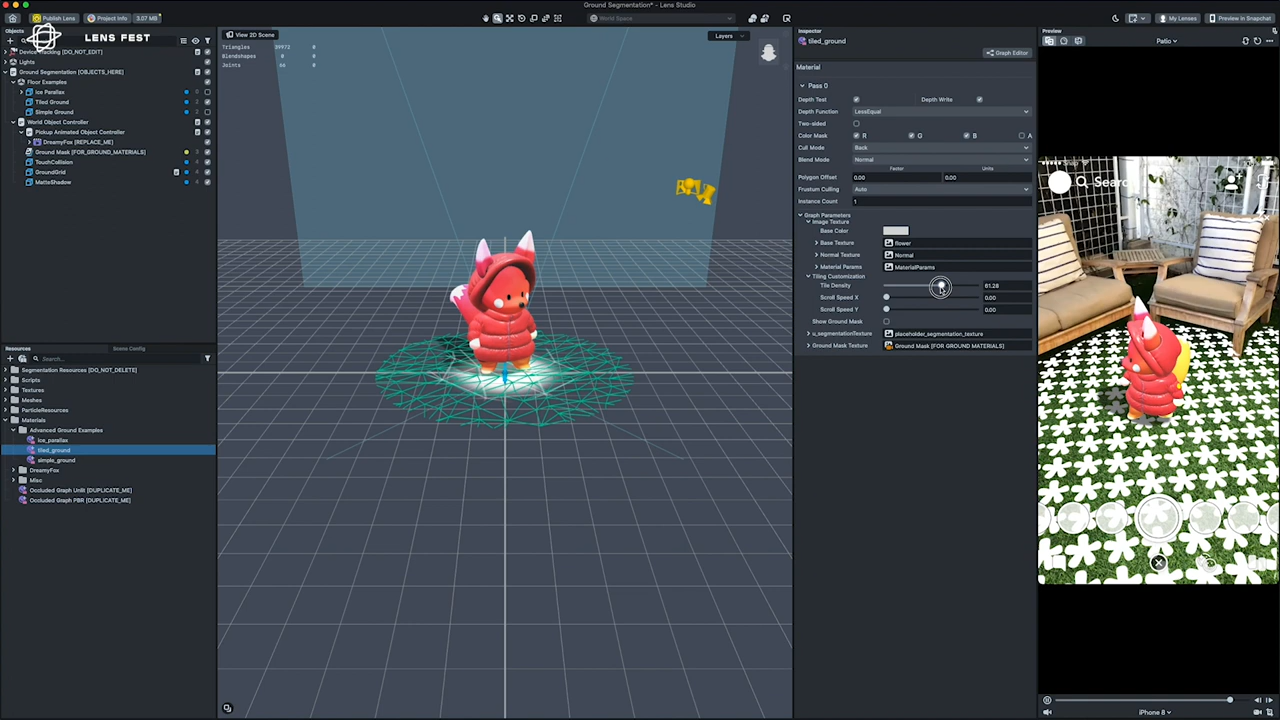 Ground Segmentation* - Lens Studio
Publish Lens
Project Info
3.07 MB
World Space
My Lenses
Preview in Snapchat
Objects
LENS FEST
Device Tracking [DO_NOT_EDIT]
Lights
Ground Segmentation [OBJECTS_HERE]
Floor Examples
Ice Parallax 0
Tiled Ground 2
Simple Ground 2
World Object Controller
Pickup Animated Object Controller
DreamyFox [REPLACE_ME]
Ground Mask [FOR_GROUND_MATERIALS]
TouchCollision
GroundGrid
MatteShadow
Resources
Scene Config
Search...
Segmentation Resources [DO_NOT_DELETE]
Scripts
Textures
Meshes
ParticleResources
Materials
Advanced Ground Examples
ice_parallax
tiled_ground
simple_ground
DreamyFox
Misc
Occluded Graph Unlit [DUPLICATE_ME]
Occluded Graph PBR [DUPLICATE_ME]
View 2D Scene
Layers
Triangles 39972 0
Blendshapes 0 0
Joints 66 0
Inspector
tiled_ground
Graph Editor
Material
Pass 0
Depth Test
Depth Write
Depth Function LessEqual
Two-sided
Color Mask R G B A
Cull Mode Back
Blend Mode Normal
Factor Units
Polygon Offset 0.00 0.00
Frustum Culling Auto
Instance Count 1
Graph Parameters
Image Texture
Base Color
Base Texture flower
Normal Texture Normal
Material Params MaterialParams
Tiling Customization
Tile Density 61.28
Scroll Speed X 0.00
Scroll Speed Y 0.00
Show Ground Mask
u_segmentationTexture placeholder_segmentation_texture
Ground Mask Texture Ground Mask [FOR GROUND MATERIALS]
Preview
Patio
Search
iPhone 8